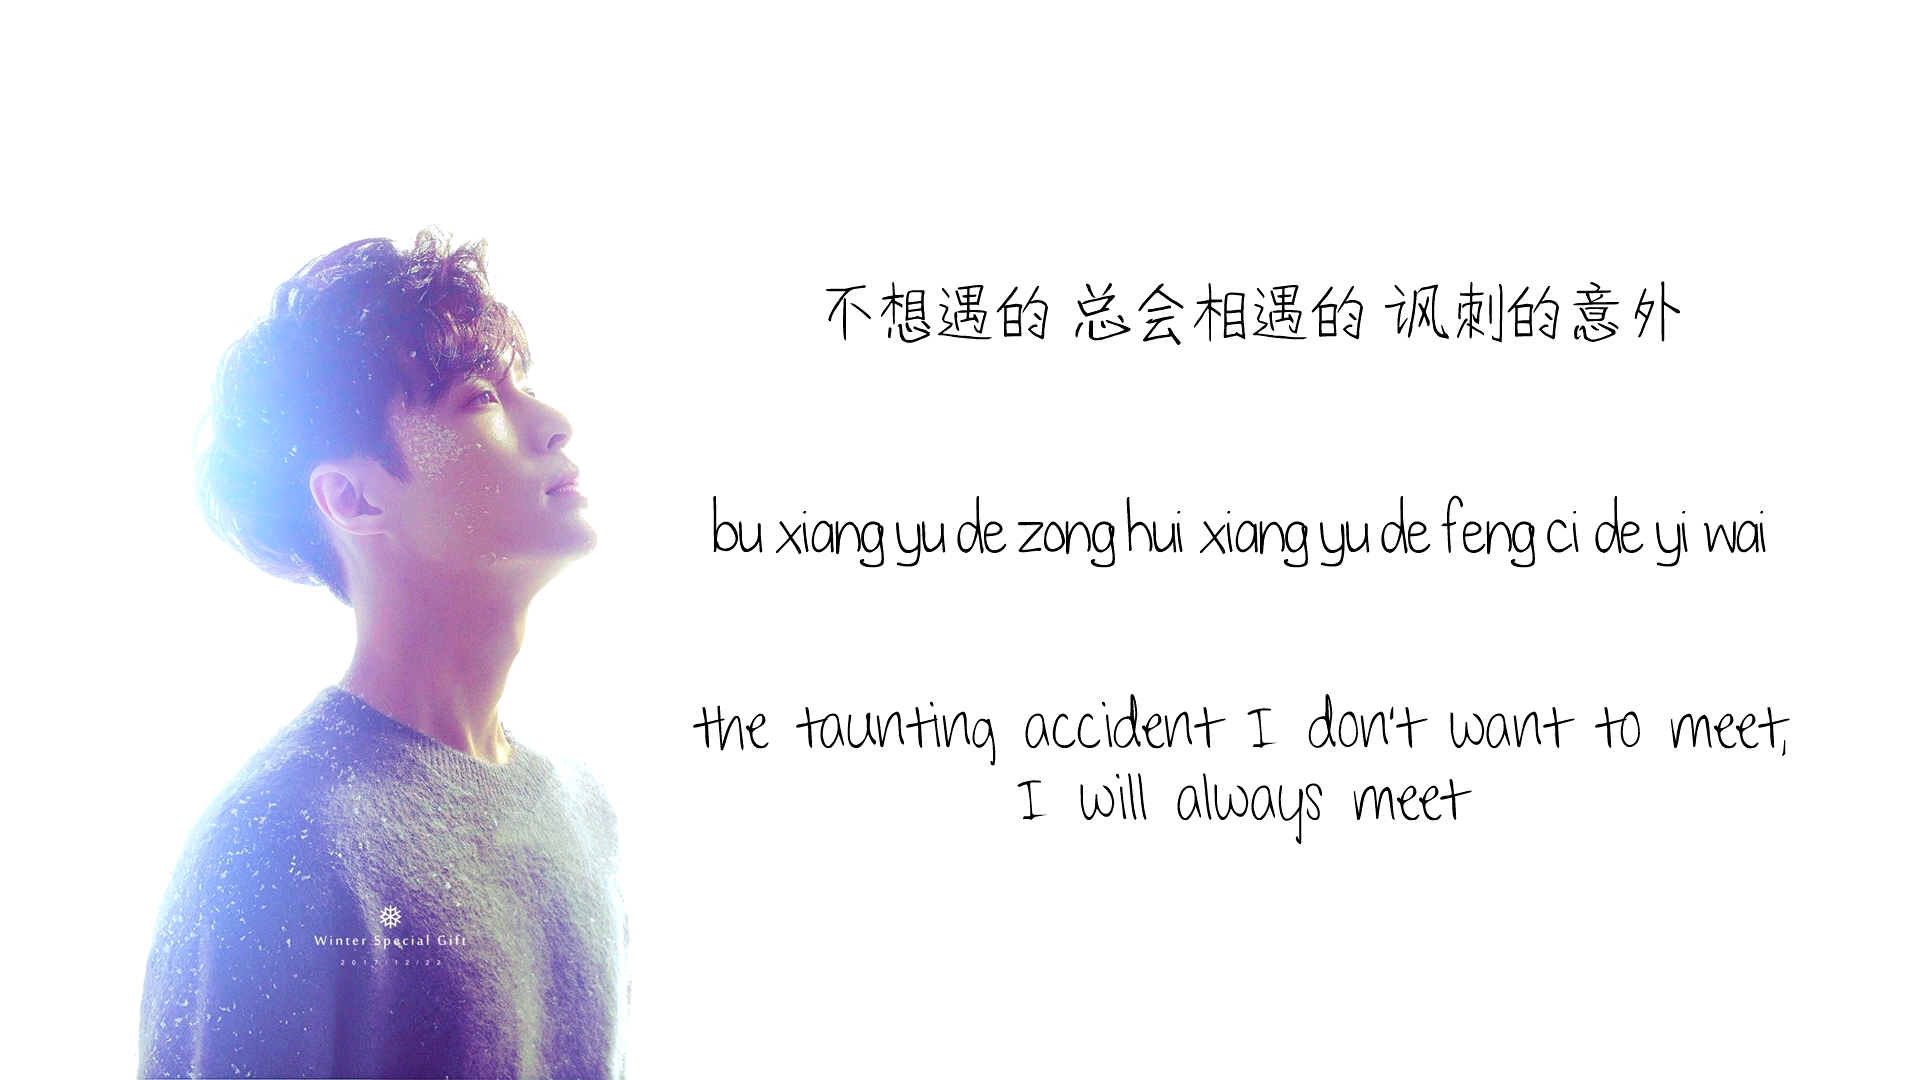 不想遇的 总会相遇的 讽刺的意外
bu xiang yu de zong hui xiang yu de feng ci de yi wai
the taunting accident I don't want to meet,
I will always meet
Winter Special Gift
2017/12/22